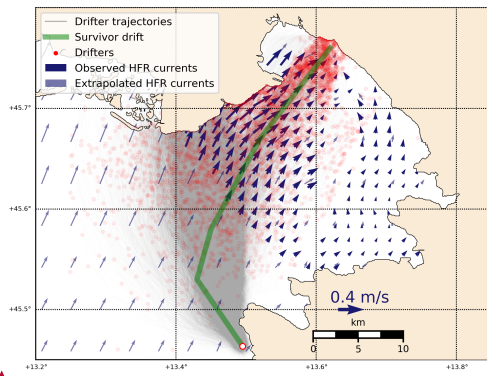 Drifter trajectories
Survivor drift
Drifters
Observed HFR currents
Extrapolated HFR currents
+45.7°
+45.6°
+45.5°
0.4 m/s
km
0 5 10
+13.2° +13.4° +13.6° +13.8°